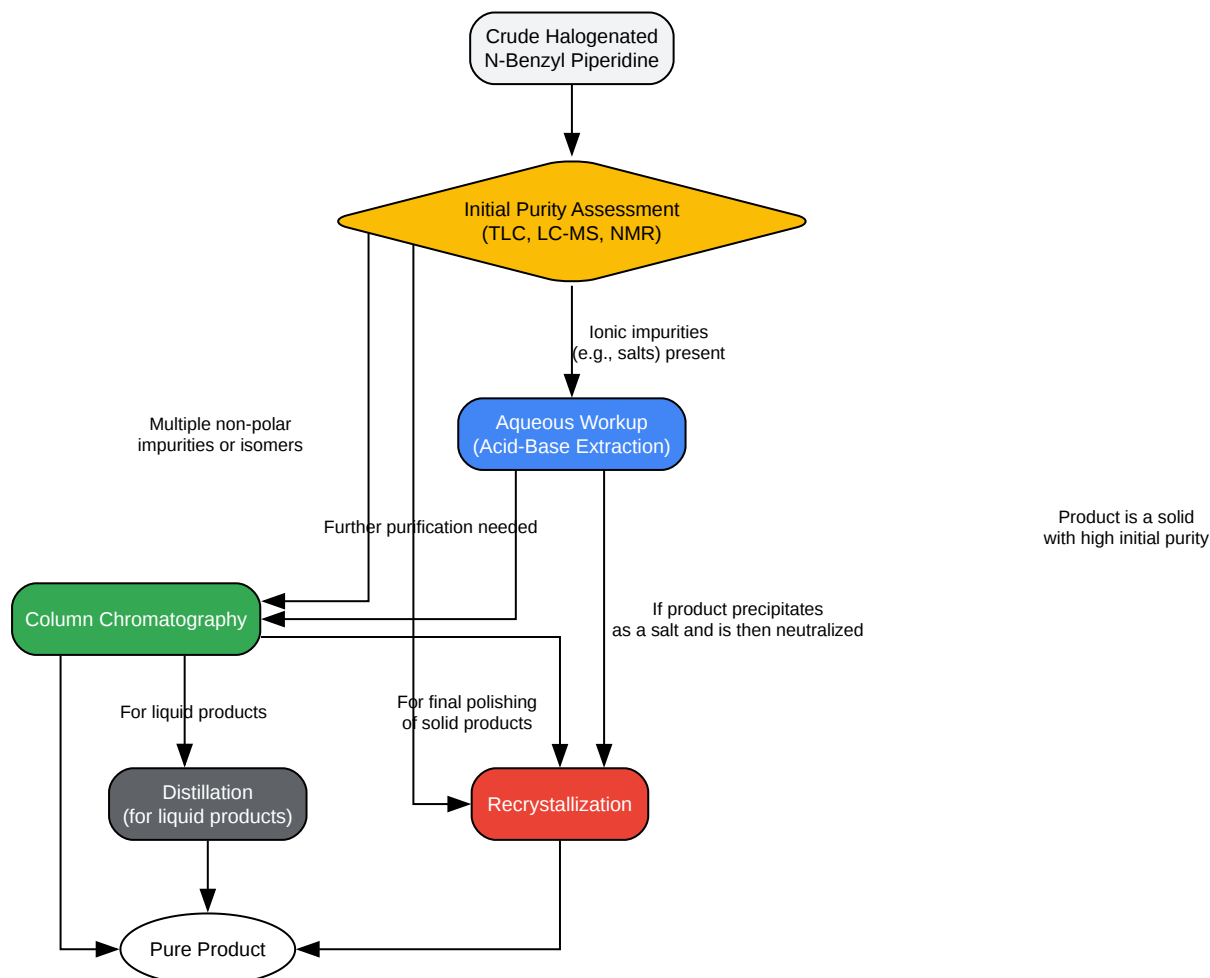 Crude Halogenated
N-Benzyl Piperidine
Initial Purity Assessment
(TLC, LC-MS, NMR)
Ionic impurities
(e.g., salts) present
Multiple non-polar
impurities or isomers
Aqueous Workup
(Acid-Base Extraction)
Further purification needed
Product is a solid
with high initial purity
Column Chromatography
If product precipitates
as a salt and is then neutralized
For liquid products
For final polishing
of solid products
Distillation
(for liquid products)
Recrystallization
Pure Product